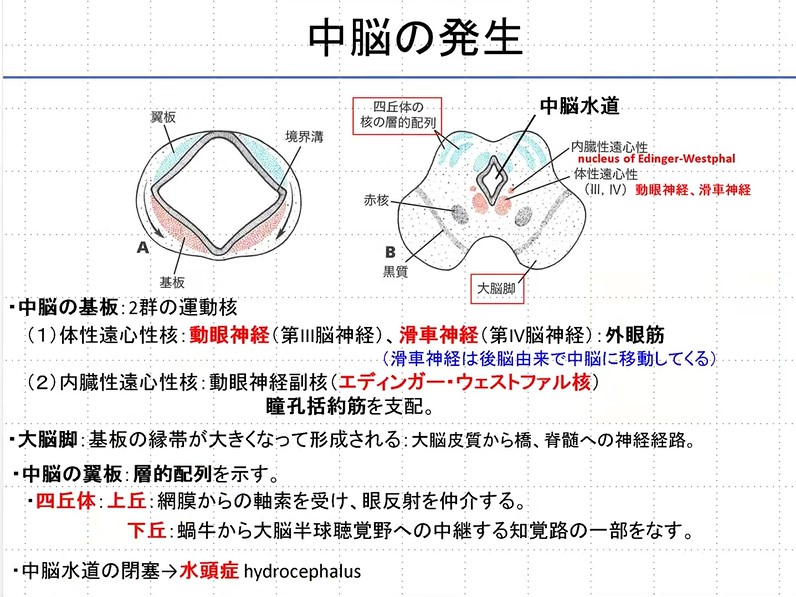 中脳の発生
翼板
境界溝
A
基板
四丘体の
核の層的配列
中脳水道
内臓性遠心性
nucleus of Edinger-Westphal
体性遠心性
（III, IV） 動眼神経、滑車神経
赤核
B
黒質
大脳脚
・中脳の基板：2群の運動核
（1）体性遠心性核：動眼神経（第III脳神経）、滑車神経（第IV脳神経）：外眼筋
（滑車神経は後脳由来で中脳に移動してくる）
（2）内臓性遠心性核：動眼神経副核（エディンガー・ウェストファル核）
瞳孔括約筋を支配。
・大脳脚：基板の縁帯が大きくなって形成される：大脳皮質から橋、脊髄への神経経路。
・中脳の翼板：層的配列を示す。
・四丘体：上丘：網膜からの軸索を受け、眼反射を仲介する。
下丘：蝸牛から大脳半球聴覚野への中継する知覚路の一部をなす。
・中脳水道の閉塞→水頭症 hydrocephalus